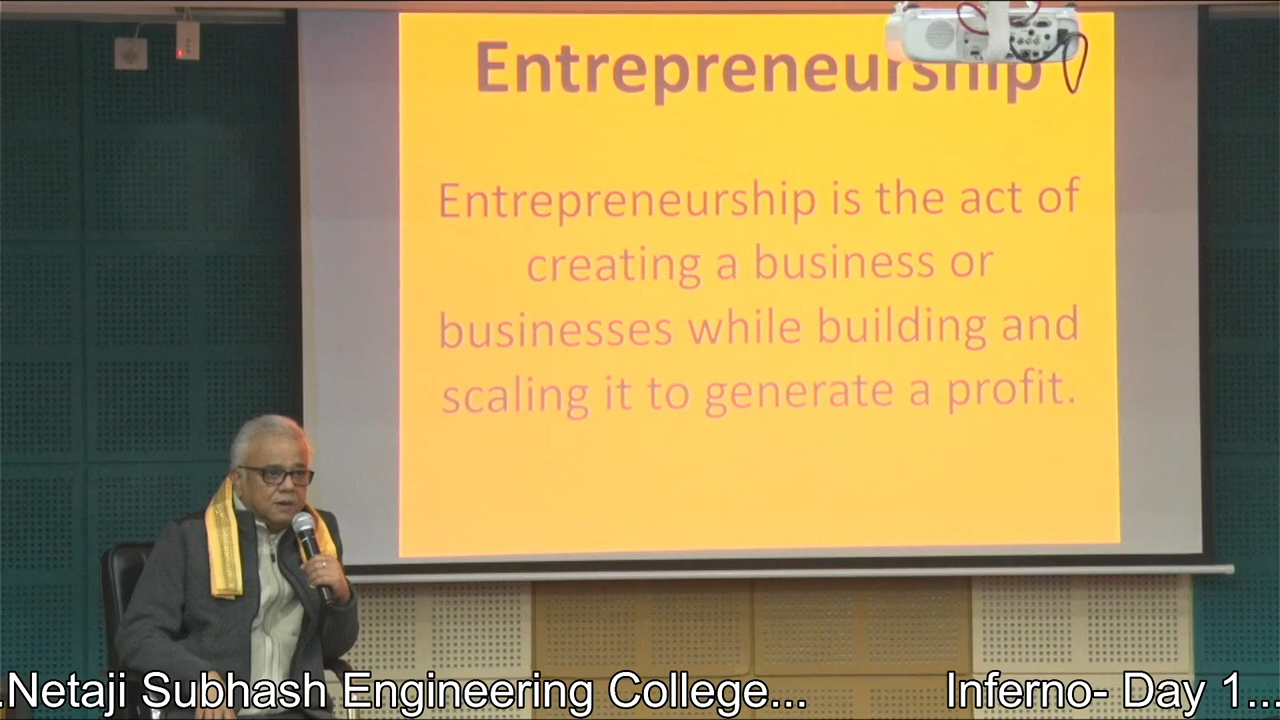 Entrepreneurship
Entrepreneurship is the act of
creating a business or
businesses while building and
scaling it to generate a profit.
.Netaji Subhash Engineering College... Inferno- Day 1...